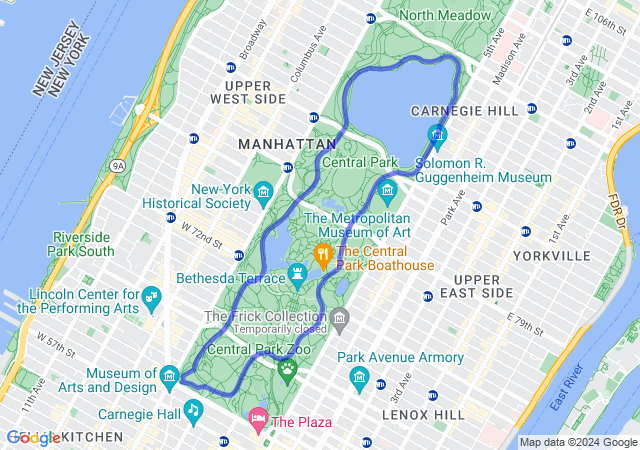 North Meadow
E 106th St
5th Ave
Madison Ave
3rd Ave
2nd Ave
1st Ave
NEW JERSEY
NEW YORK
Broadway
Columbus Ave
UPPER
WEST SIDE
CARNEGIE HILL
MANHATTAN
9A
Central Park
Solomon R.
Guggenheim Museum
New-York
Historical Society
Park Ave
FDR Dr
The Metropolitan
Museum of Art
W 72nd St
1st Ave
Riverside
Park South
The Central
Park Boathouse
YORKVILLE
Bethesda Terrace
UPPER
EAST SIDE
Lincoln Center for
the Performing Arts
The Frick Collection
Temporarily closed
E 79th St
W 57th St
Central Park Zoo
Park Avenue Armory
Museum of
Arts and Design
3rd Ave
East River
11th Ave
Carnegie Hall
The Plaza
LENOX HILL
KITCHEN
Google
Map data ©2024 Google